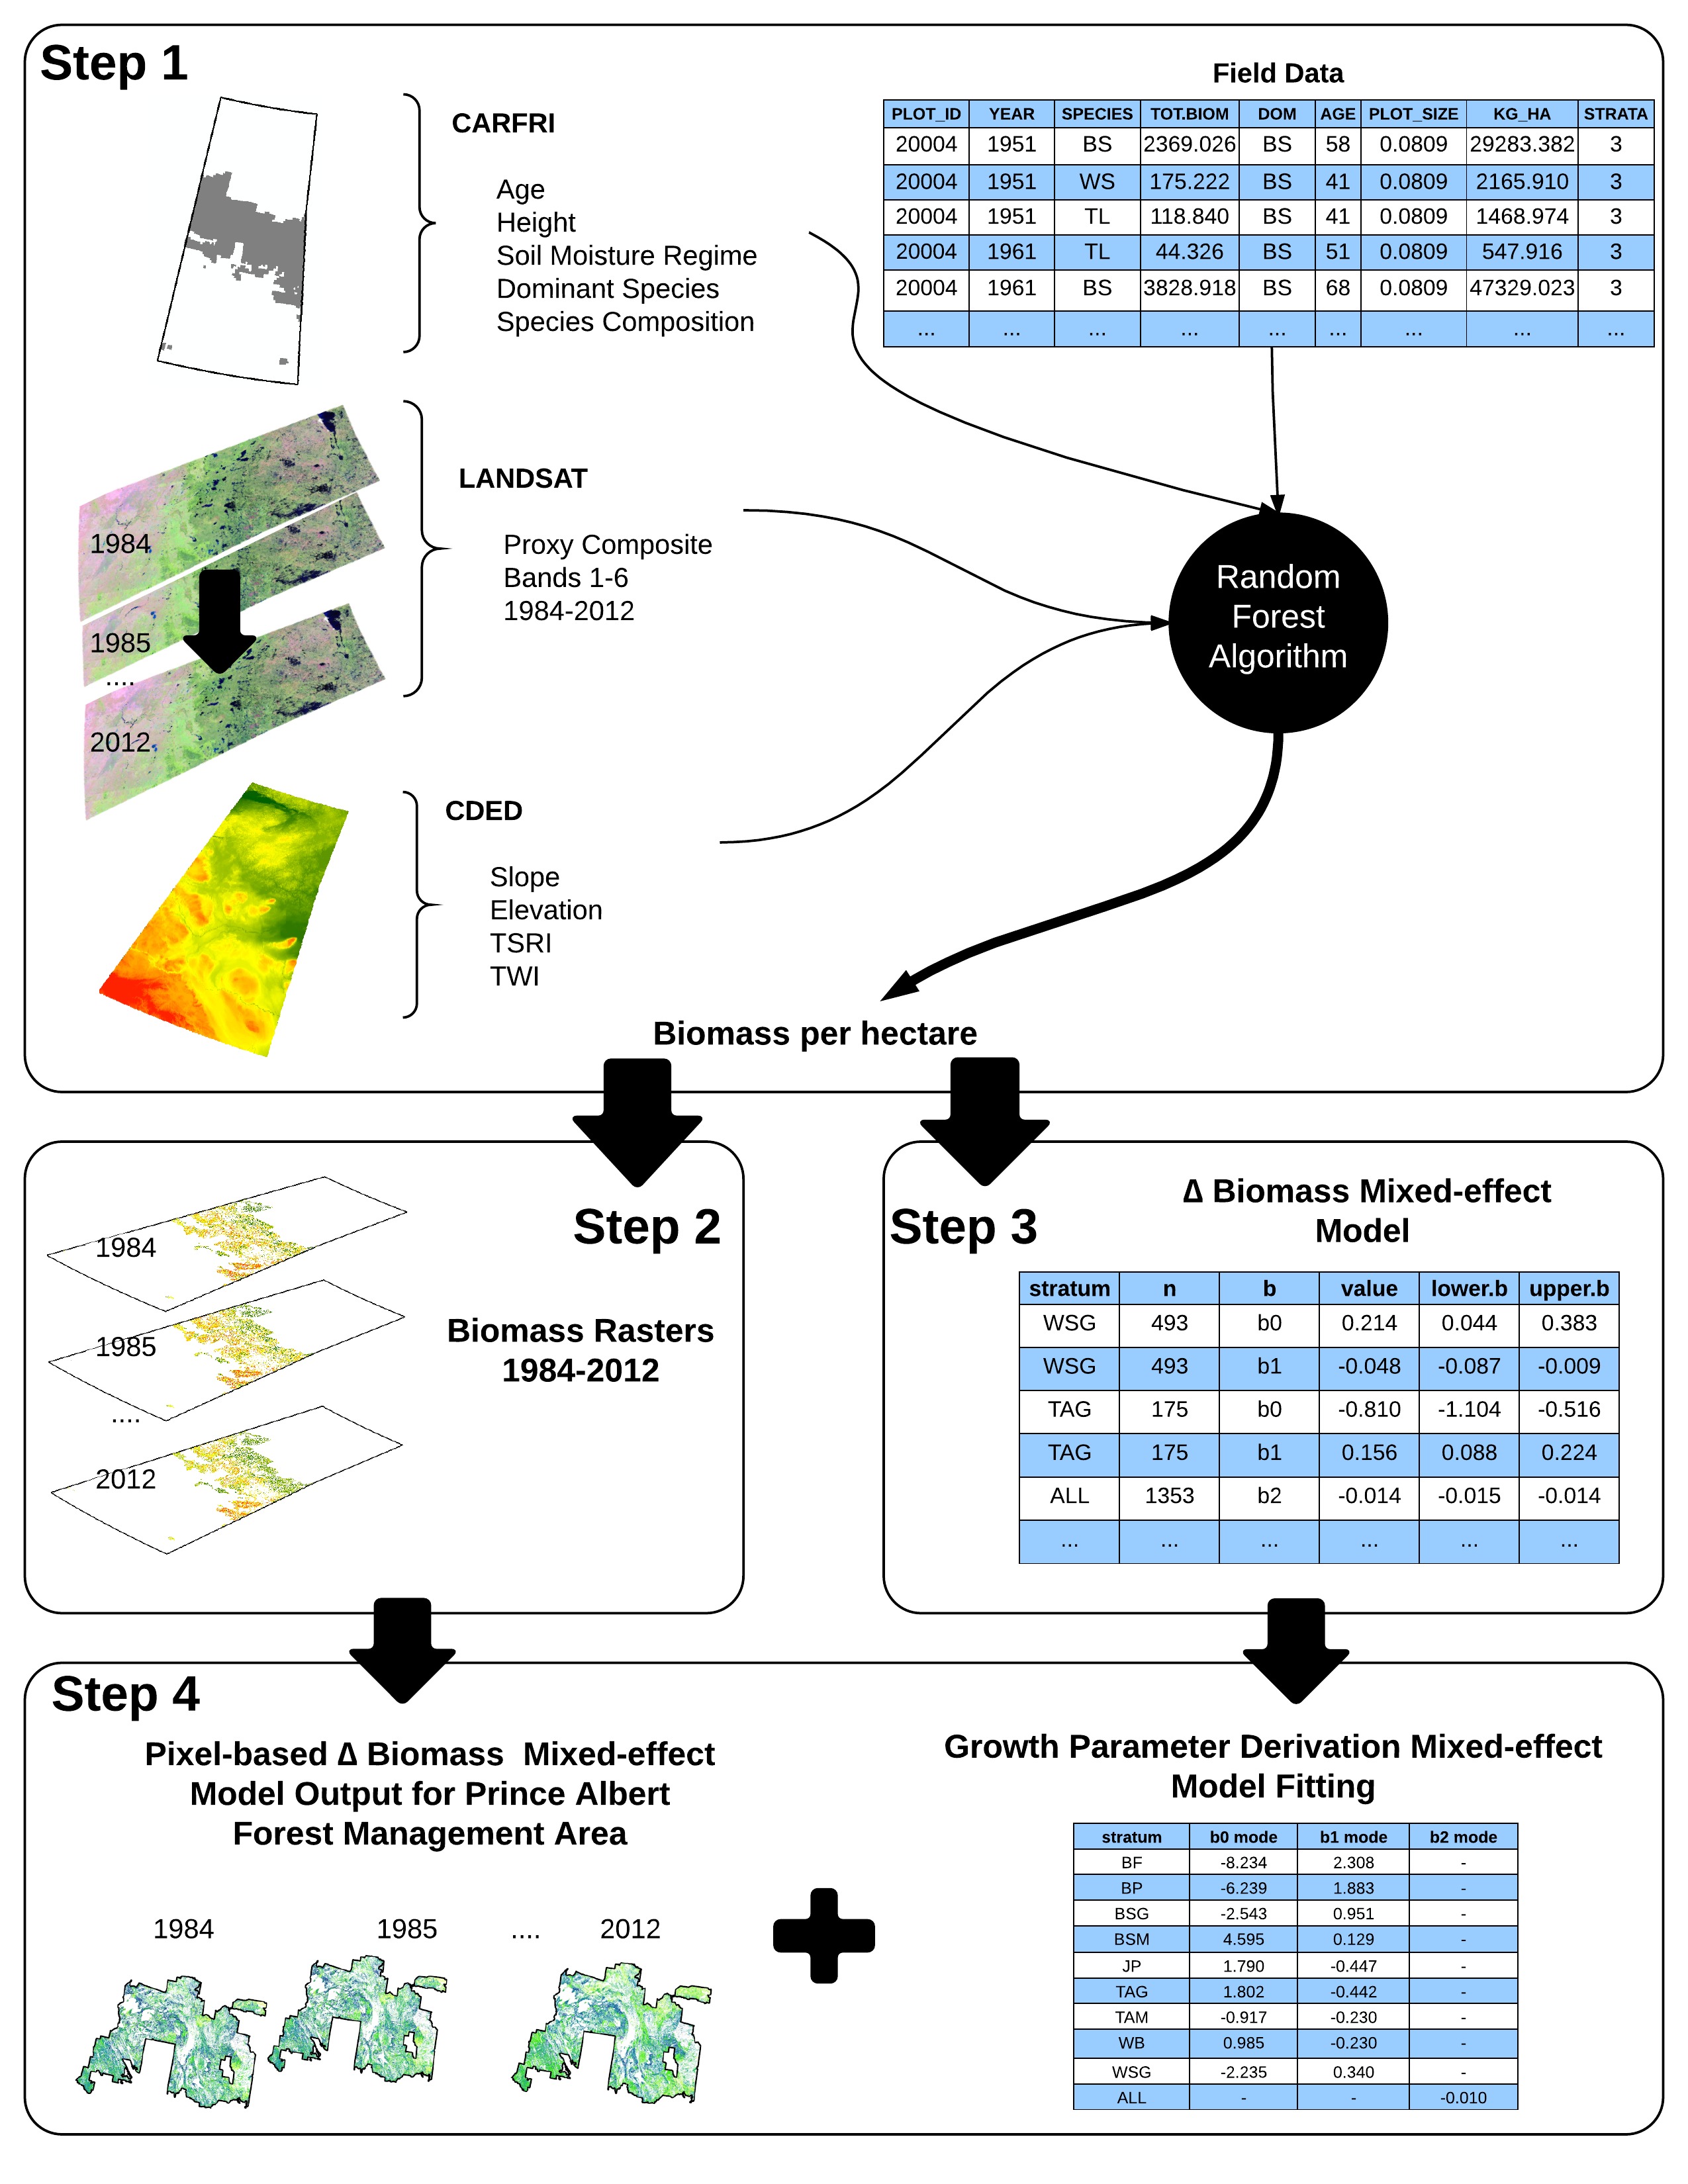 Step 1
CARFRI
Age
Height
Soil Moisture Regime
Dominant Species
Species Composition
Field Data
PLOT_ID YEAR SPECIES TOT.BIOM DOM AGE PLOT_SIZE KG_HA STRATA
20004 1951 BS 2369.026 BS 58 0.0809 29283.382 3
20004 1951 WS 175.222 BS 41 0.0809 2165.910 3
20004 1951 TL 118.840 BS 41 0.0809 1468.974 3
20004 1961 TL 44.326 BS 51 0.0809 547.916 3
20004 1961 BS 3828.918 BS 68 0.0809 47329.023 3
... ... ... ... ... ... ... ... ...
1984
1985
....
2012
LANDSAT
Proxy Composite
Bands 1-6
1984-2012
Random
Forest
Algorithm
CDED
Slope
Elevation
TSRI
TWI
Biomass per hectare
Step 2
1984
1985
....
2012
Biomass Rasters
1984-2012
Step 3
Δ Biomass Mixed-effect
Model
stratum n b value lower.b upper.b
WSG 493 b0 0.214 0.044 0.383
WSG 493 b1 -0.048 -0.087 -0.009
TAG 175 b0 -0.810 -1.104 -0.516
TAG 175 b1 0.156 0.088 0.224
ALL 1353 b2 -0.014 -0.015 -0.014
... ... ... ... ... ...
Step 4
Pixel-based Δ Biomass Mixed-effect
Model Output for Prince Albert
Forest Management Area
1984 1985 .... 2012
Growth Parameter Derivation Mixed-effect
Model Fitting
stratum b0 mode b1 mode b2 mode
BF -8.234 2.308 -
BP -6.239 1.883 -
BSG -2.543 0.951 -
BSM 4.595 0.129 -
JP 1.790 -0.447 -
TAG 1.802 -0.442 -
TAM -0.917 -0.230 -
WB 0.985 -0.230 -
WSG -2.235 0.340 -
ALL - - -0.010